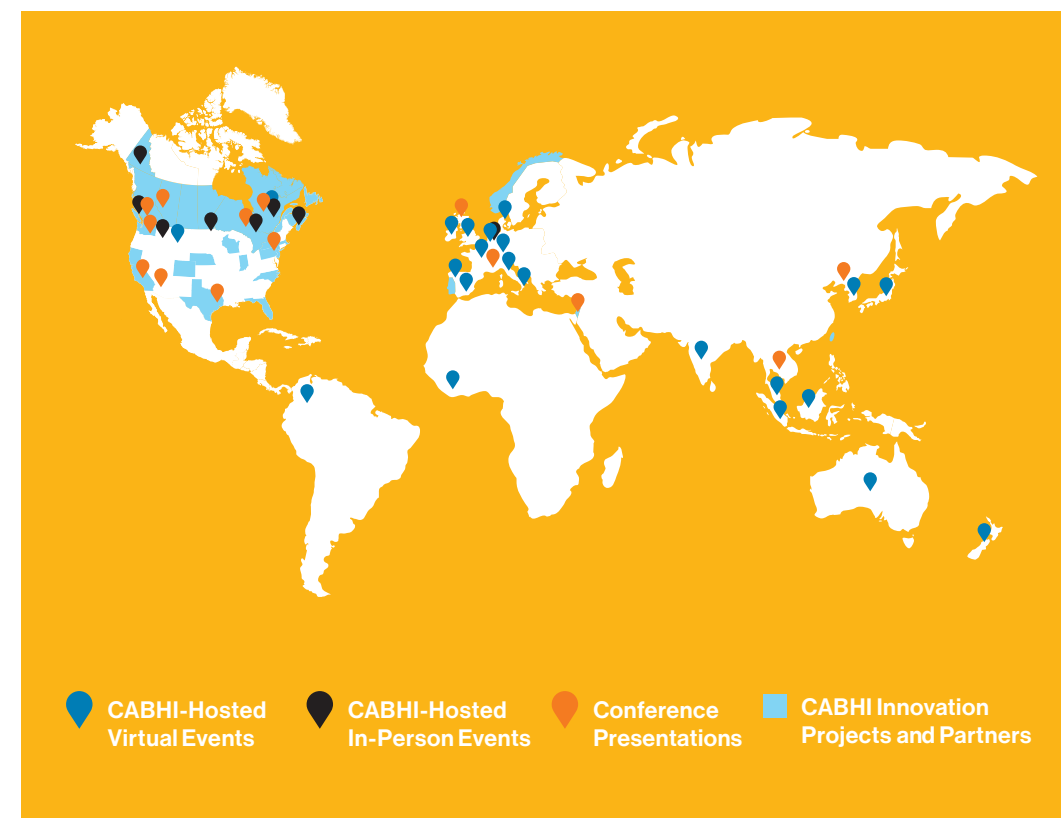 CABHI-Hosted
Virtual Events
CABHI-Hosted
In-Person Events
Conference
Presentations
CABHI Innovation
Projects and Partners